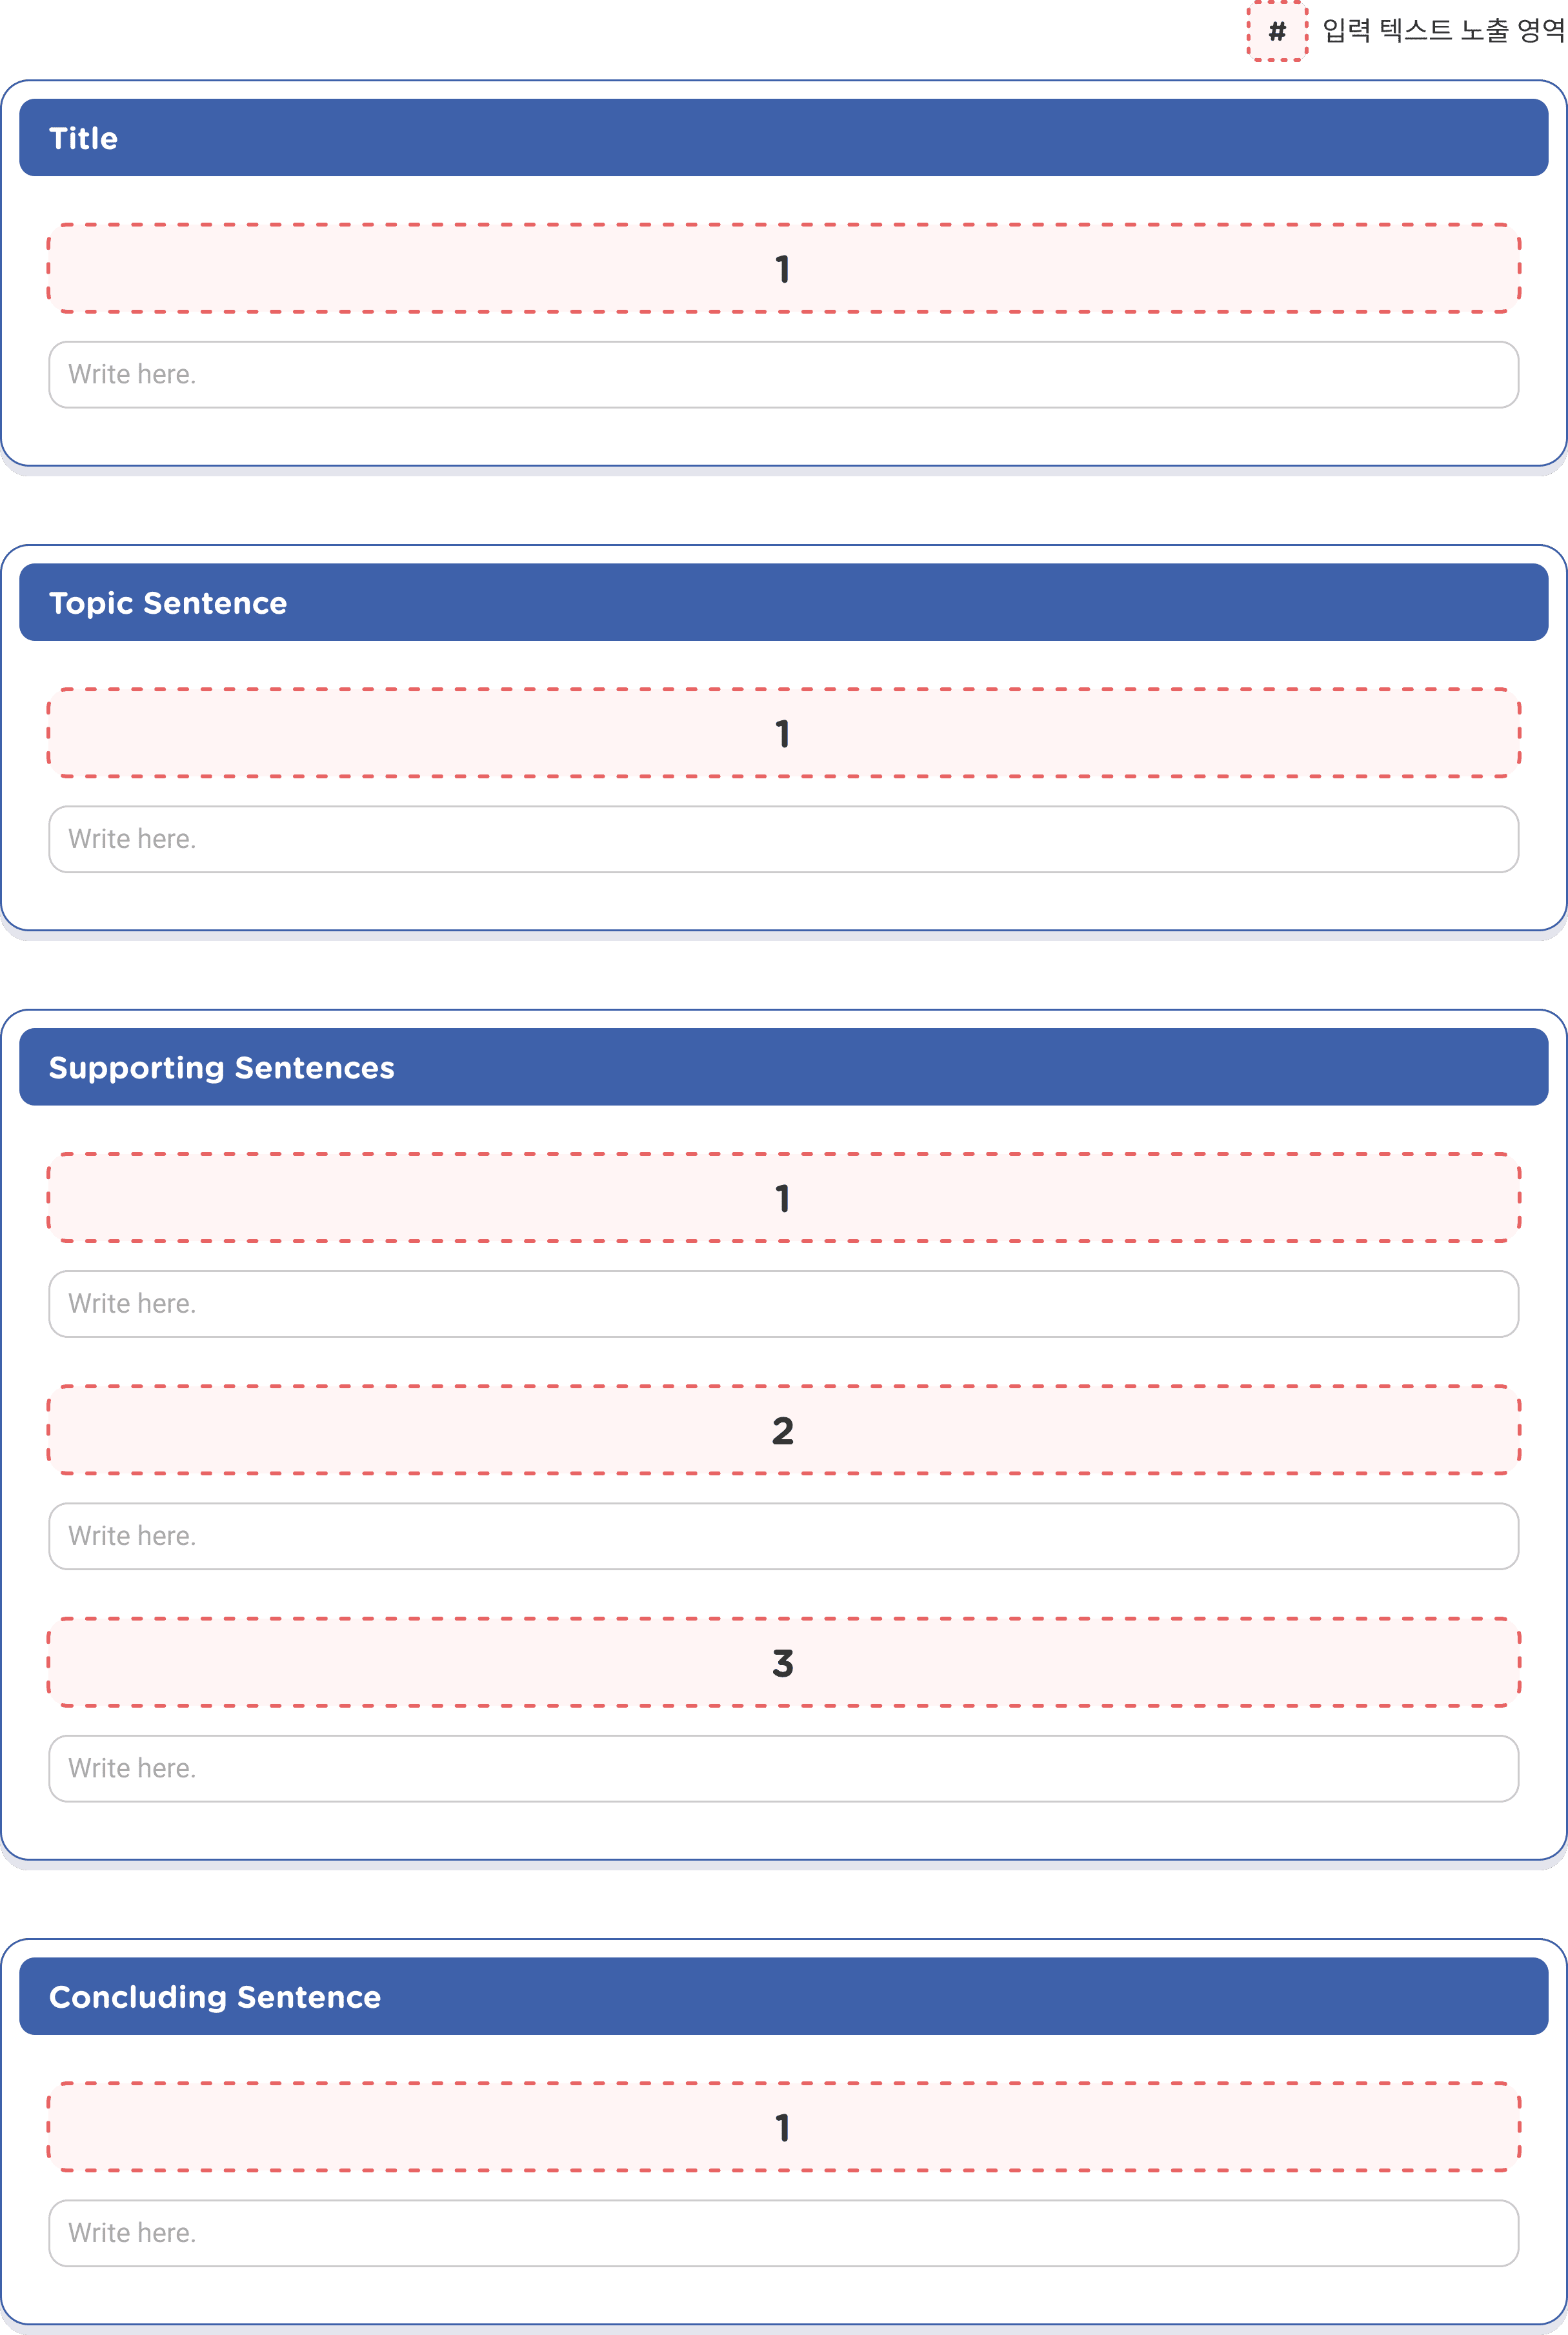 # 입력 텍스트 노출 영역
Title
1
Write here.
Topic Sentence
1
Write here.
Supporting Sentences
1
Write here.
2
Write here.
3
Write here.
Concluding Sentence
1
Write here.